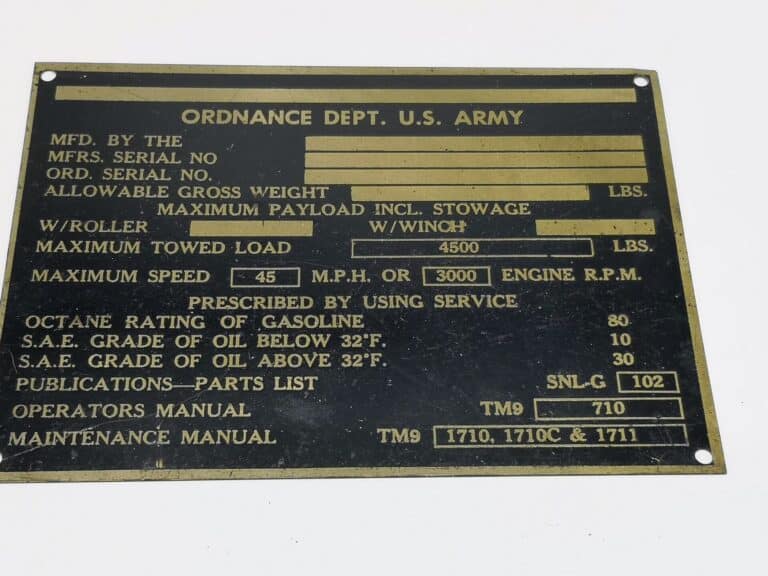 ORDNANCE DEPT. U.S. ARMY
MFD. BY THE
MFRS. SERIAL NO
ORD. SERIAL NO.
ALLOWABLE GROSS WEIGHT LBS.
MAXIMUM PAYLOAD INCL. STOWAGE
W/ROLLER W/WINCH
MAXIMUM TOWED LOAD 4500 LBS.
MAXIMUM SPEED 45 M.P.H. OR 3000 ENGINE R.P.M.
PRESCRIBED BY USING SERVICE
OCTANE RATING OF GASOLINE 80
S.A.E. GRADE OF OIL BELOW 32°F. 10
S.A.E. GRADE OF OIL ABOVE 32°F. 30
PUBLICATIONS—PARTS LIST SNL-G 102
OPERATORS MANUAL TM9 710
MAINTENANCE MANUAL TM9 1710, 1710C & 1711